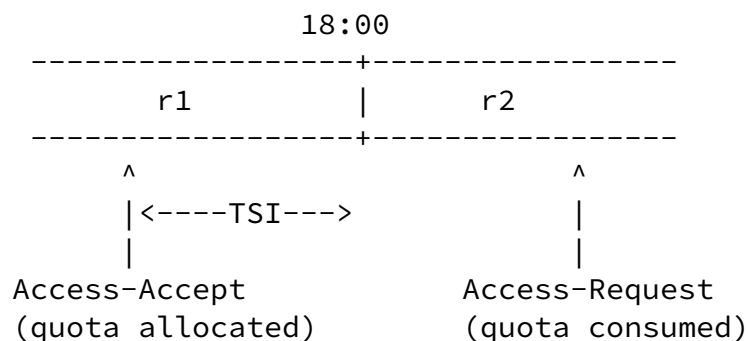 18:00
------------------+-----------------
r1 | r2
------------------+-----------------
^ ^
|<----TSI---> |
| |
Access-Accept Access-Request
(quota allocated) (quota consumed)